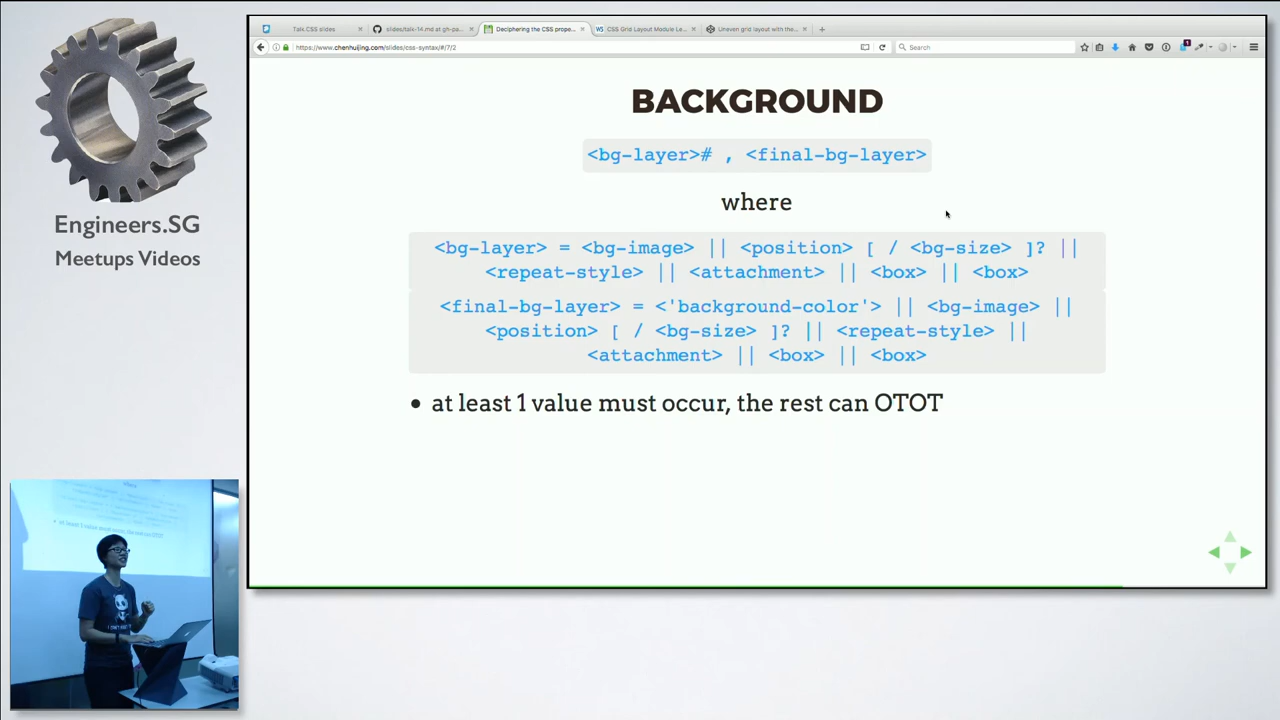 Talk.CSS slides
slides/talk-14.md at gh-pa...
Deciphering the CSS prope...
CSS Grid Layout Module Le...
Uneven grid layout with the...
https://www.chenhuijing.com/slides/css-syntax/#/7/2
Search
BACKGROUND
<bg-layer># , <final-bg-layer>
where
<bg-layer> = <bg-image> || <position> [ / <bg-size> ]? ||
<repeat-style> || <attachment> || <box> || <box>
<final-bg-layer> = <'background-color'> || <bg-image> ||
<position> [ / <bg-size> ]? || <repeat-style> ||
<attachment> || <box> || <box>
• at least 1 value must occur, the rest can OTOT
Engineers.SG
Meetups Videos